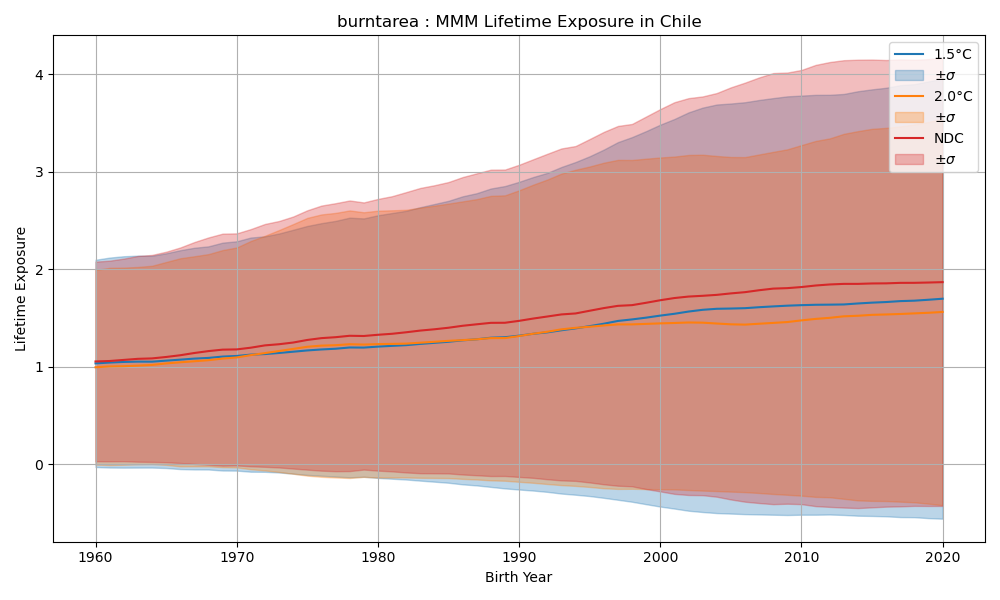 burntarea : MMM Lifetime Exposure in Chile
Lifetime Exposure
4
3
2
1
0
1960
1970
1980
1990
2000
2010
2020
Birth Year
1.5°C
±σ
2.0°C
±σ
NDC
±σ